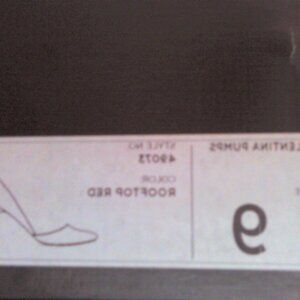 LENTINA PUMPS
9
STYLE NO.
49073
COLOR
ROOFTOP RED